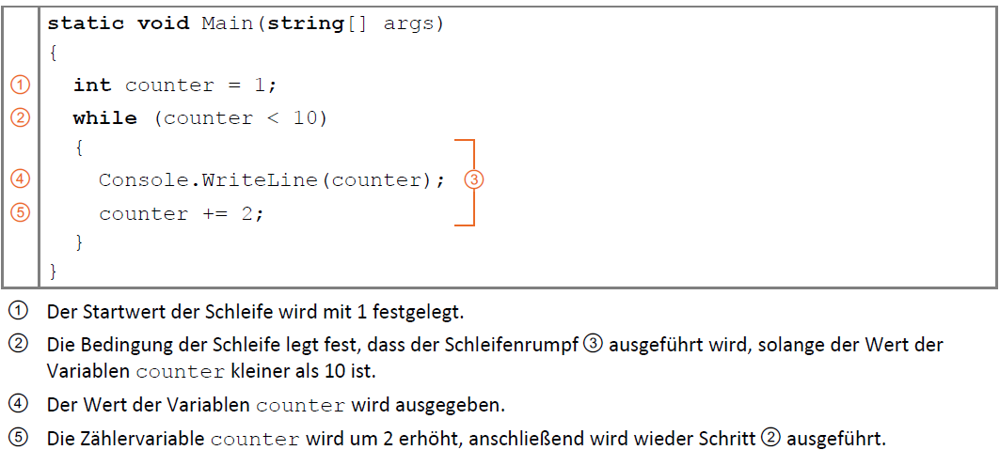 static void Main(string[] args)
{
① int counter = 1;
② while (counter < 10)
{
④ Console.WriteLine(counter); ③
⑤ counter += 2;
}
}
① Der Startwert der Schleife wird mit 1 festgelegt.
② Die Bedingung der Schleife legt fest, dass der Schleifenrumpf ③ ausgeführt wird, solange der Wert der
Variablen counter kleiner als 10 ist.
④ Der Wert der Variablen counter wird ausgegeben.
⑤ Die Zählervariable counter wird um 2 erhöht, anschließend wird wieder Schritt ② ausgeführt.